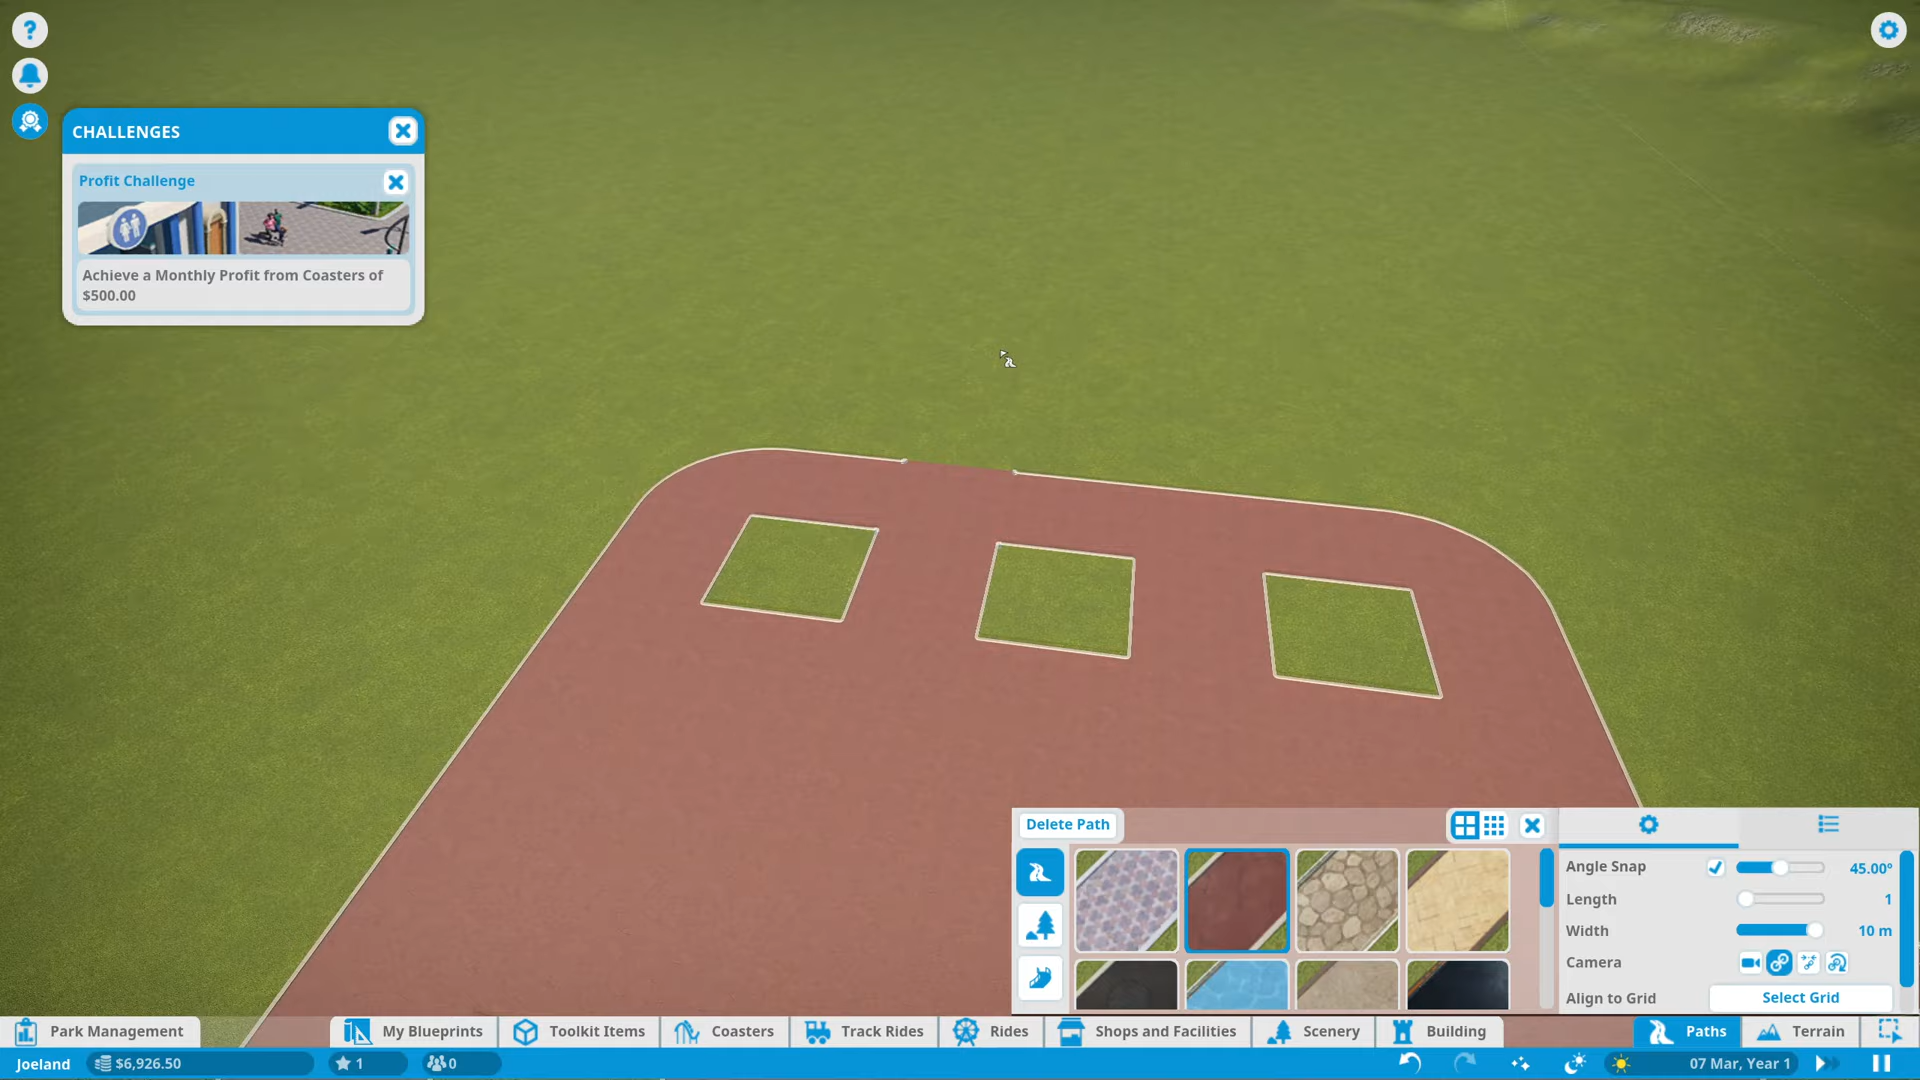 ?
CHALLENGES
Profit Challenge
Achieve a Monthly Profit from Coasters of
$500.00
Delete Path
Angle Snap
45.00°
Length
1
Width
10 m
Camera
Align to Grid
Select Grid
Park Management
My Blueprints
Toolkit Items
Coasters
Track Rides
Rides
Shops and Facilities
Scenery
Building
Paths
Terrain
Joeland
$6,926.50
1
0
07 Mar, Year 1